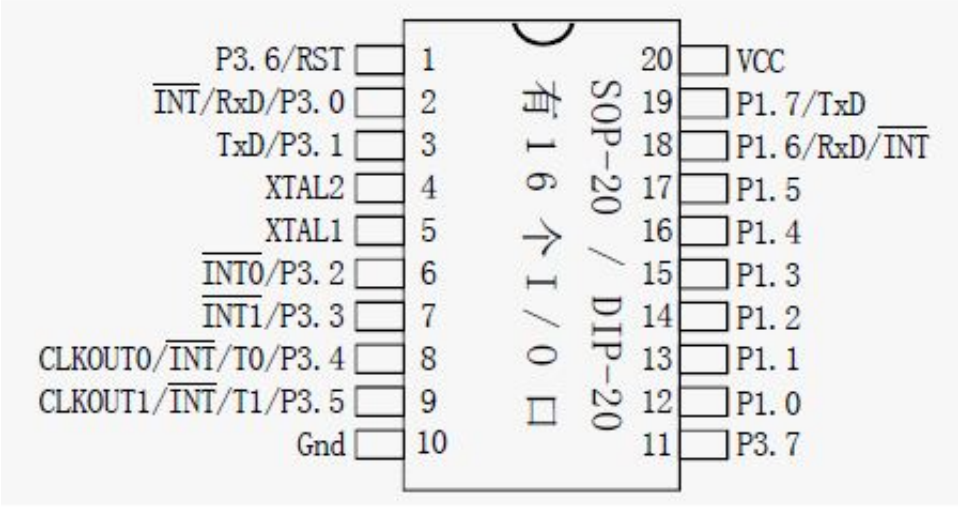 P3.6/RST 1 20 VCC
INT/RxD/P3.0 2 19 P1.7/TxD
TxD/P3.1 3 18 P1.6/RxD/INT
XTAL2 4 17 P1.5
XTAL1 5 16 P1.4
INT0/P3.2 6 15 P1.3
INT1/P3.3 7 14 P1.2
CLKOUT0/INT/T0/P3.4 8 13 P1.1
CLKOUT1/INT/T1/P3.5 9 12 P1.0
Gnd 10 11 P3.7
SOP-20 / DIP-20
有16个I/O口